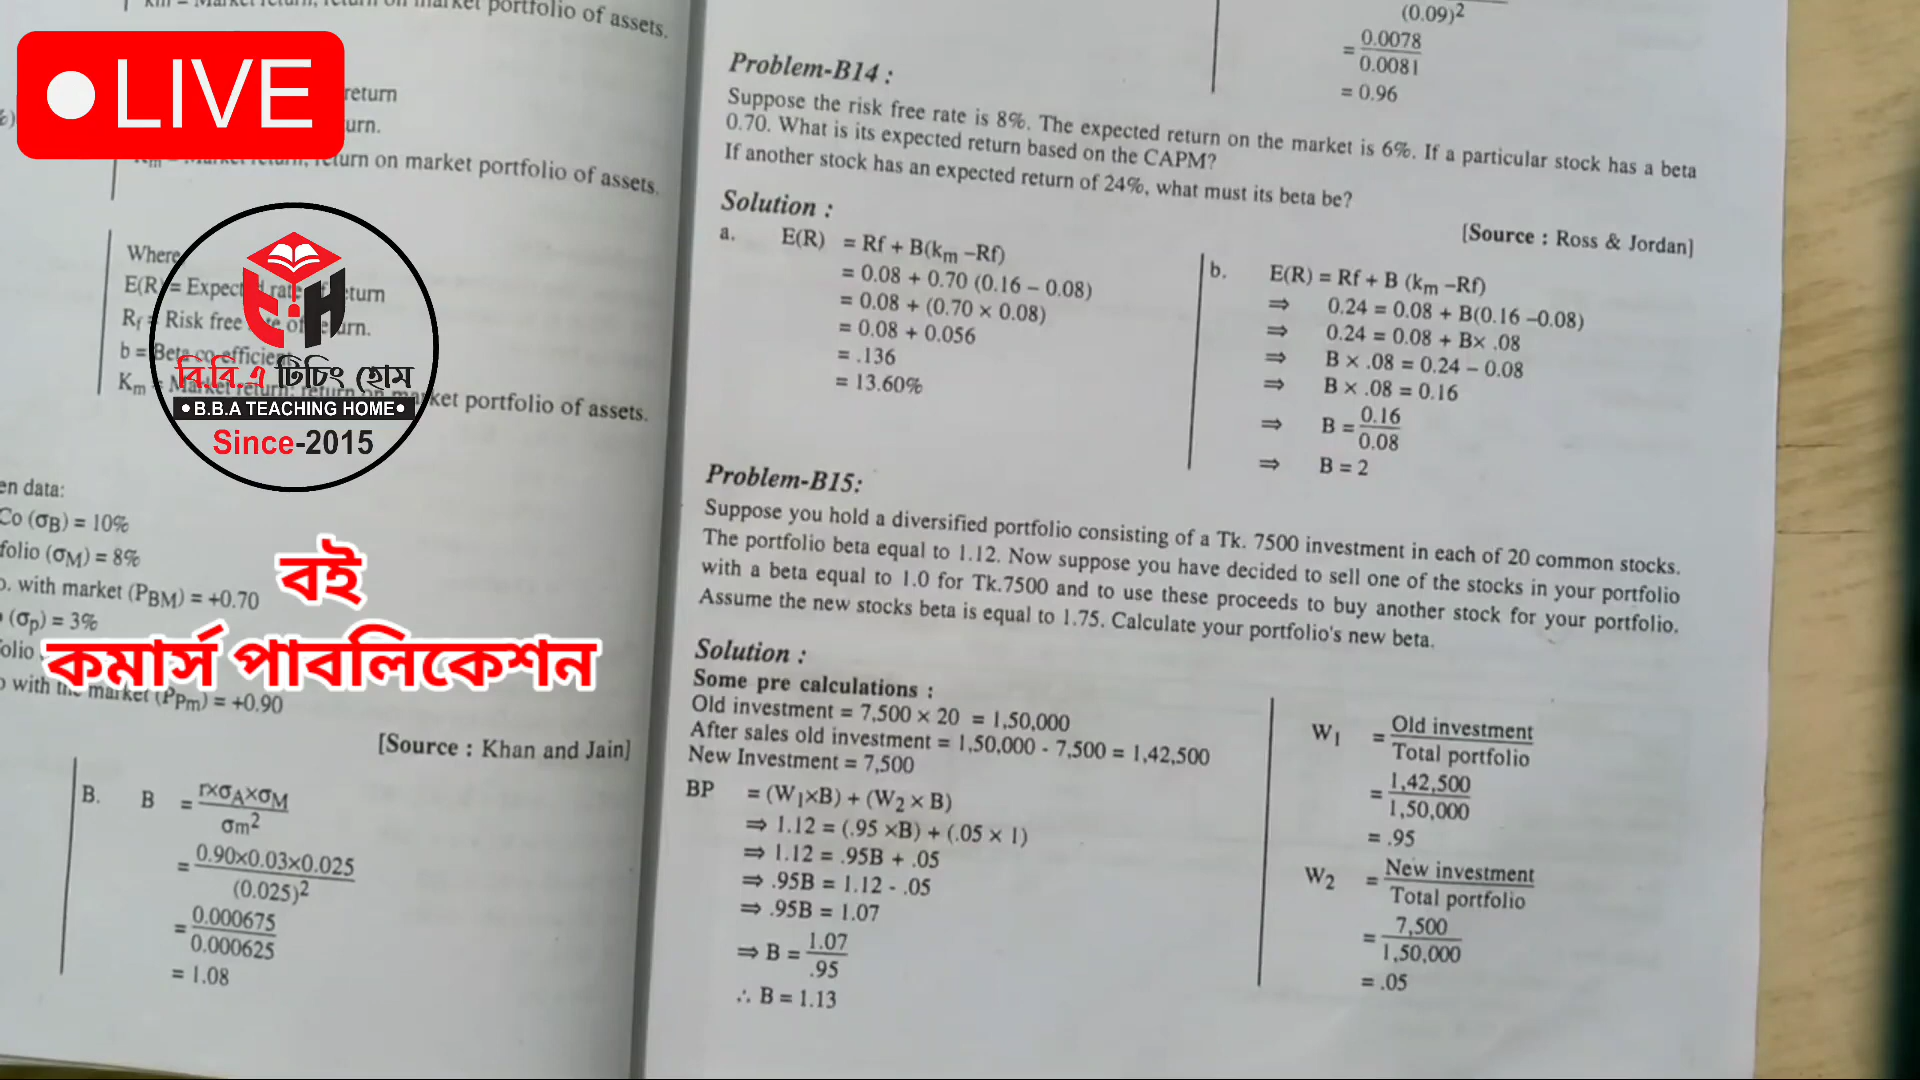 Market return, return on market portfolio of assets.
LIVE
return
urn.
Market return, return on market portfolio of assets.
Where
E(R) = Expected rate of return
Rf = Risk free rate of return.
b = Beta co efficient
Km = Market return; return on market portfolio of assets.
বি.বি.এ টিচিং হোম
•B.B.A TEACHING HOME•
Since-2015
en data:
Co (σB) = 10%
folio (σM) = 8%
o. with market (PBM) = +0.70
(σp) = 3%
folio
with the market (PPm) = +0.90
বই
কমার্স পাবলিকেশন
[Source : Khan and Jain]
B. B = r×σA×σM
σm²
= 0.90×0.03×0.025
(0.025)²
= 0.000675
0.000625
= 1.08
(0.09)²
= 0.0078
0.0081
= 0.96
Problem-B14 :
Suppose the risk free rate is 8%. The expected return on the market is 6%. If a particular stock has a beta
0.70. What is its expected return based on the CAPM?
If another stock has an expected return of 24%, what must its beta be?
[Source : Ross & Jordan]
Solution :
a. E(R) = Rf + B(km –Rf)
= 0.08 + 0.70 (0.16 – 0.08)
= 0.08 + (0.70 × 0.08)
= 0.08 + 0.056
= .136
= 13.60%
b. E(R) = Rf + B (km –Rf)
⇒ 0.24 = 0.08 + B(0.16 –0.08)
⇒ 0.24 = 0.08 + B× .08
⇒ B × .08 = 0.24 – 0.08
⇒ B × .08 = 0.16
⇒ B = 0.16
0.08
⇒ B = 2
Problem-B15:
Suppose you hold a diversified portfolio consisting of a Tk. 7500 investment in each of 20 common stocks.
The portfolio beta equal to 1.12. Now suppose you have decided to sell one of the stocks in your portfolio
with a beta equal to 1.0 for Tk.7500 and to use these proceeds to buy another stock for your portfolio.
Assume the new stocks beta is equal to 1.75. Calculate your portfolio's new beta.
Solution :
Some pre calculations :
Old investment = 7,500 × 20 = 1,50,000
After sales old investment = 1,50,000 - 7,500 = 1,42,500
New Investment = 7,500
BP = (W1×B) + (W2 × B)
⇒ 1.12 = (.95 ×B) + (.05 × 1)
⇒ 1.12 = .95B + .05
⇒ .95B = 1.12 - .05
⇒ .95B = 1.07
⇒ B = 1.07
.95
∴ B = 1.13
W1 = Old investment
Total portfolio
= 1,42,500
1,50,000
= .95
W2 = New investment
Total portfolio
= 7,500
1,50,000
= .05